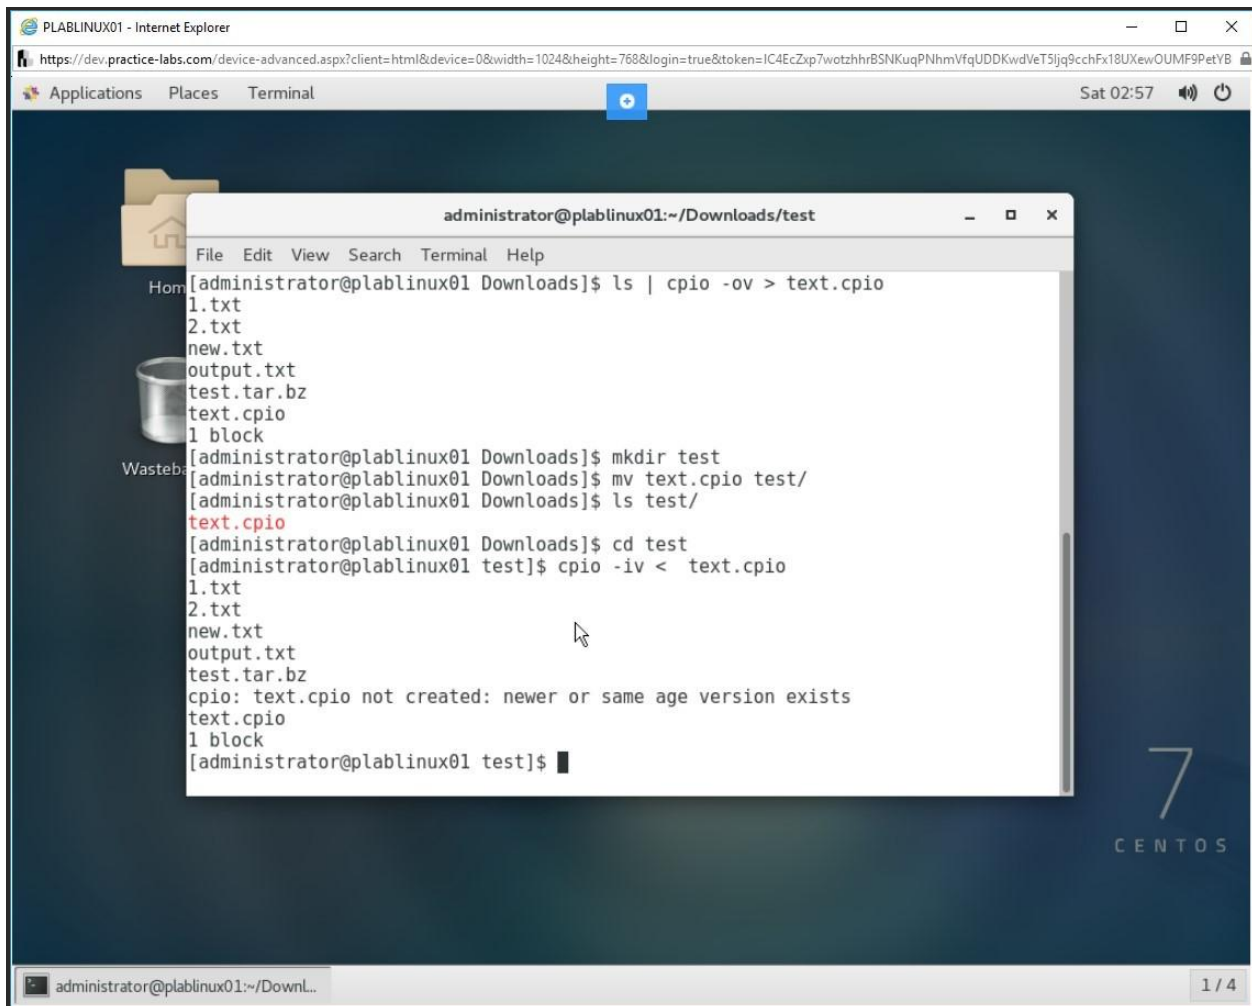 PLABLINUX01 - Internet Explorer
https://dev.practice-labs.com/device-advanced.aspx?client=html&device=0&width=1024&height=768&login=true&token=IC4EcZxp7wotzhhrBSNKuqPNhmVfqUDDKwdVeT5ljq9cchFx18UXewOUMF9PetYB
Applications Places Terminal Sat 02:57
administrator@plablinux01:~/Downloads/test
File Edit View Search Terminal Help
Hom
[administrator@plablinux01 Downloads]$ ls | cpio -ov > text.cpio
1.txt
2.txt
new.txt
output.txt
test.tar.bz
text.cpio
1 block
Wasteba
[administrator@plablinux01 Downloads]$ mkdir test
[administrator@plablinux01 Downloads]$ mv text.cpio test/
[administrator@plablinux01 Downloads]$ ls test/
text.cpio
[administrator@plablinux01 Downloads]$ cd test
[administrator@plablinux01 test]$ cpio -iv <  text.cpio
1.txt
2.txt
new.txt
output.txt
test.tar.bz
cpio: text.cpio not created: newer or same age version exists
text.cpio
1 block
[administrator@plablinux01 test]$
7
CENTOS
administrator@plablinux01:~/Downl...
1 / 4